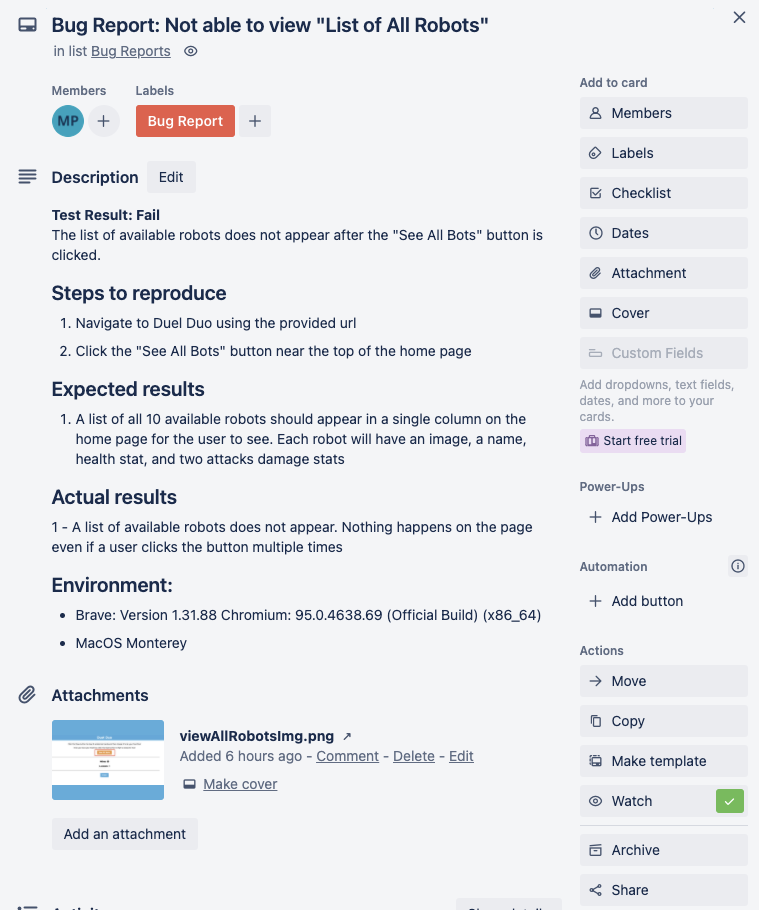 Bug Report: Not able to view "List of All Robots"
in list Bug Reports
Members
Labels
MP
Bug Report
Description
Edit
Test Result: Fail
The list of available robots does not appear after the "See All Bots" button is
clicked.
Steps to reproduce
1. Navigate to Duel Duo using the provided url
2. Click the "See All Bots" button near the top of the home page
Expected results
1. A list of all 10 available robots should appear in a single column on the
home page for the user to see. Each robot will have an image, a name,
health stat, and two attacks damage stats
Actual results
1 - A list of available robots does not appear. Nothing happens on the page
even if a user clicks the button multiple times
Environment:
• Brave: Version 1.31.88 Chromium: 95.0.4638.69 (Official Build) (x86_64)
• MacOS Monterey
Attachments
viewAllRobotsImg.png ↗
Added 6 hours ago - Comment - Delete - Edit
Make cover
Add an attachment
Add to card
Members
Labels
Checklist
Dates
Attachment
Cover
Custom Fields
Add dropdowns, text fields,
dates, and more to your
cards.
Start free trial
Power-Ups
+ Add Power-Ups
Automation
+ Add button
Actions
Move
Copy
Make template
Watch
Archive
Share